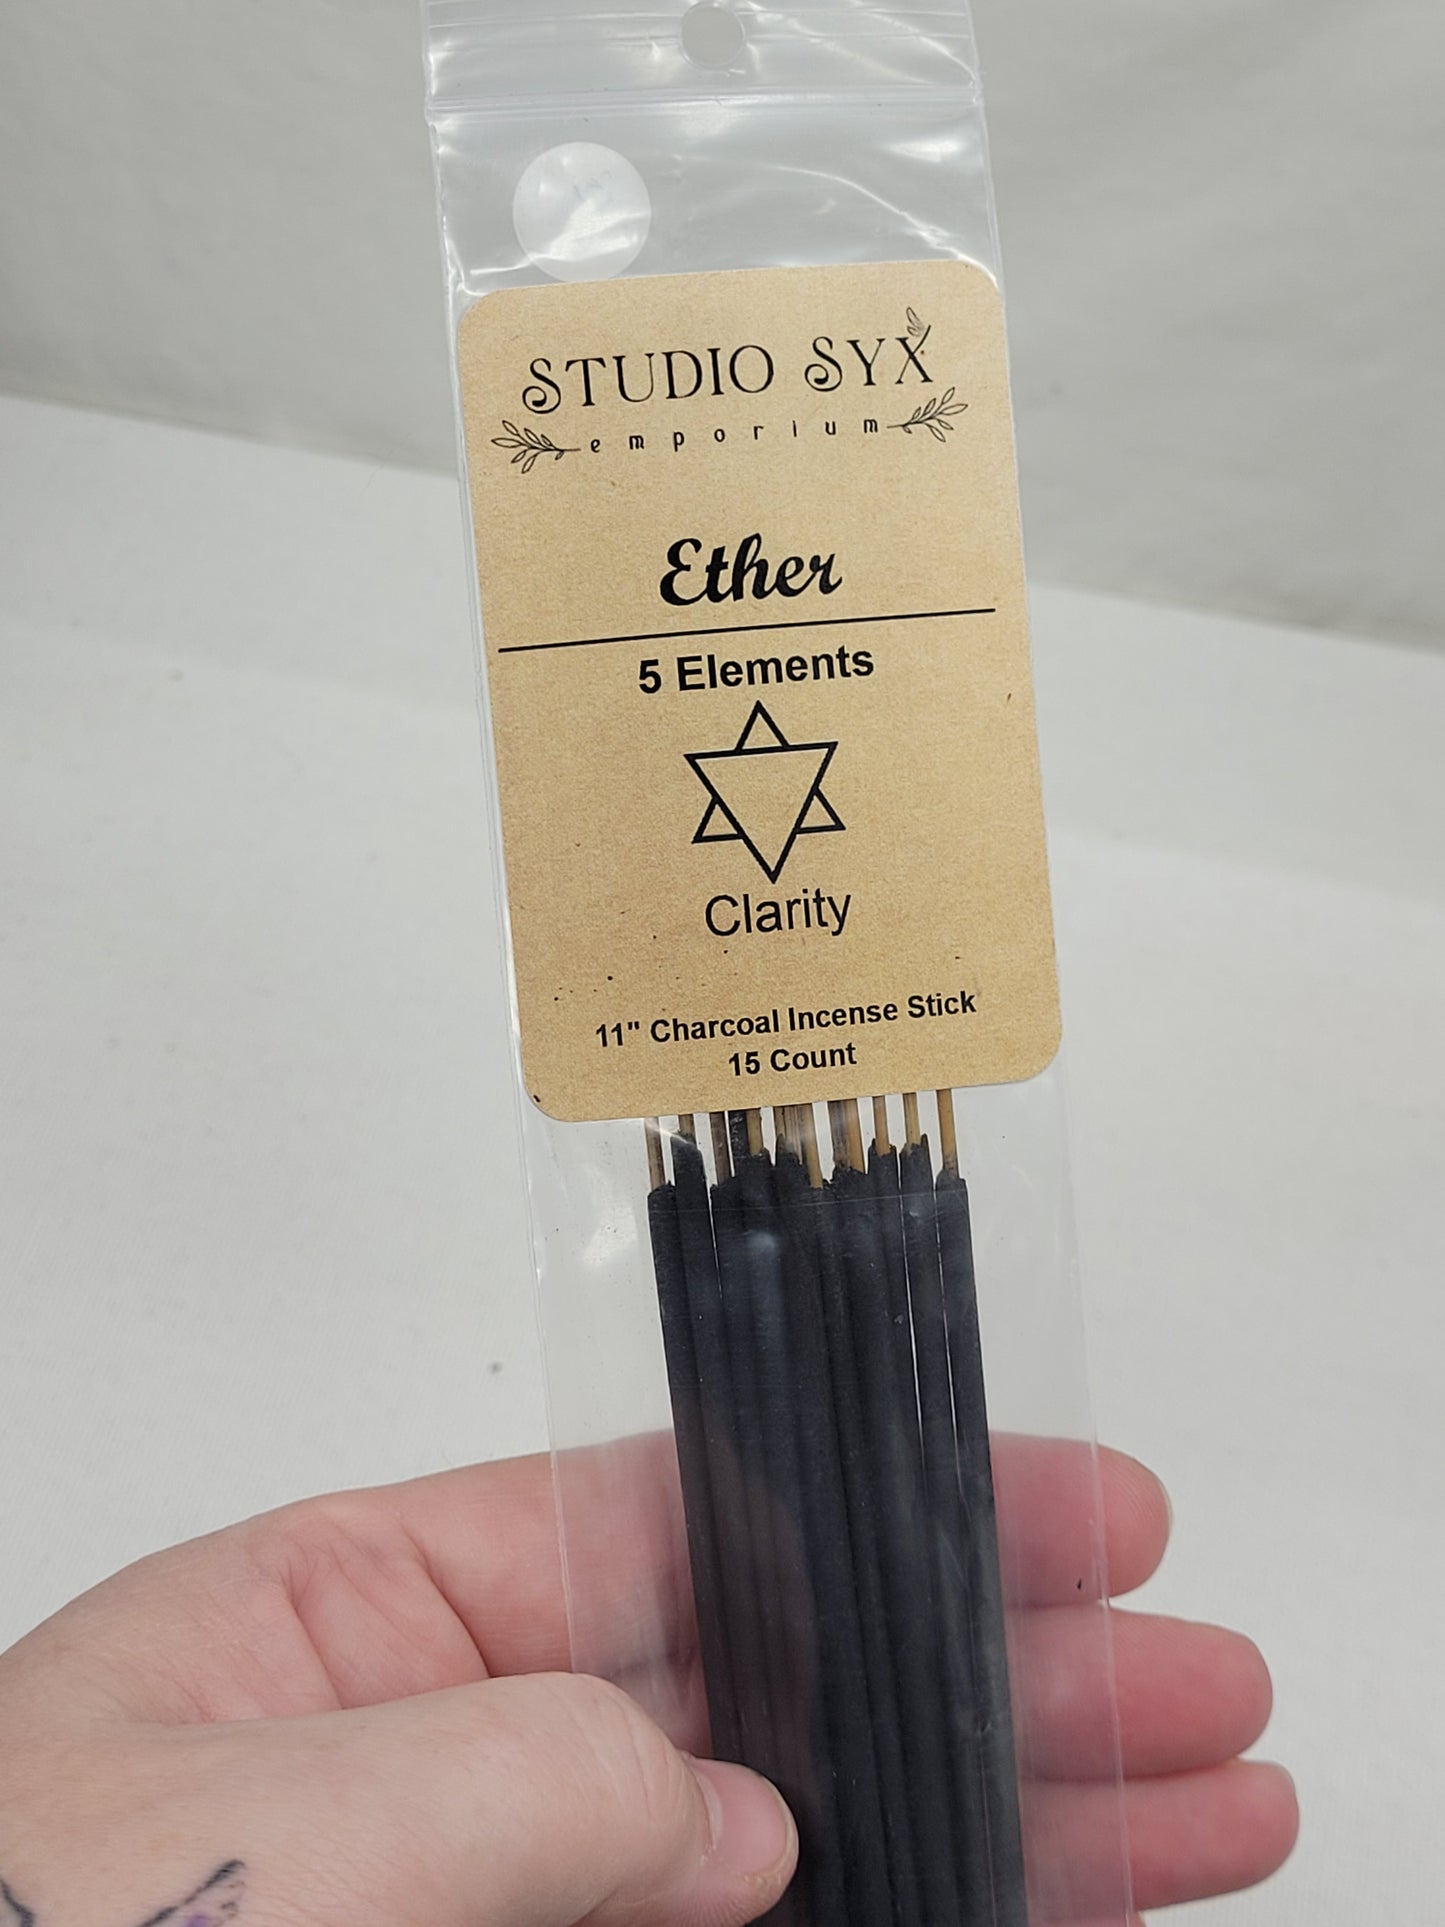 STUDIO SYX
emporium
Ether
5 Elements
Clarity
11" Charcoal Incense Stick
15 Count